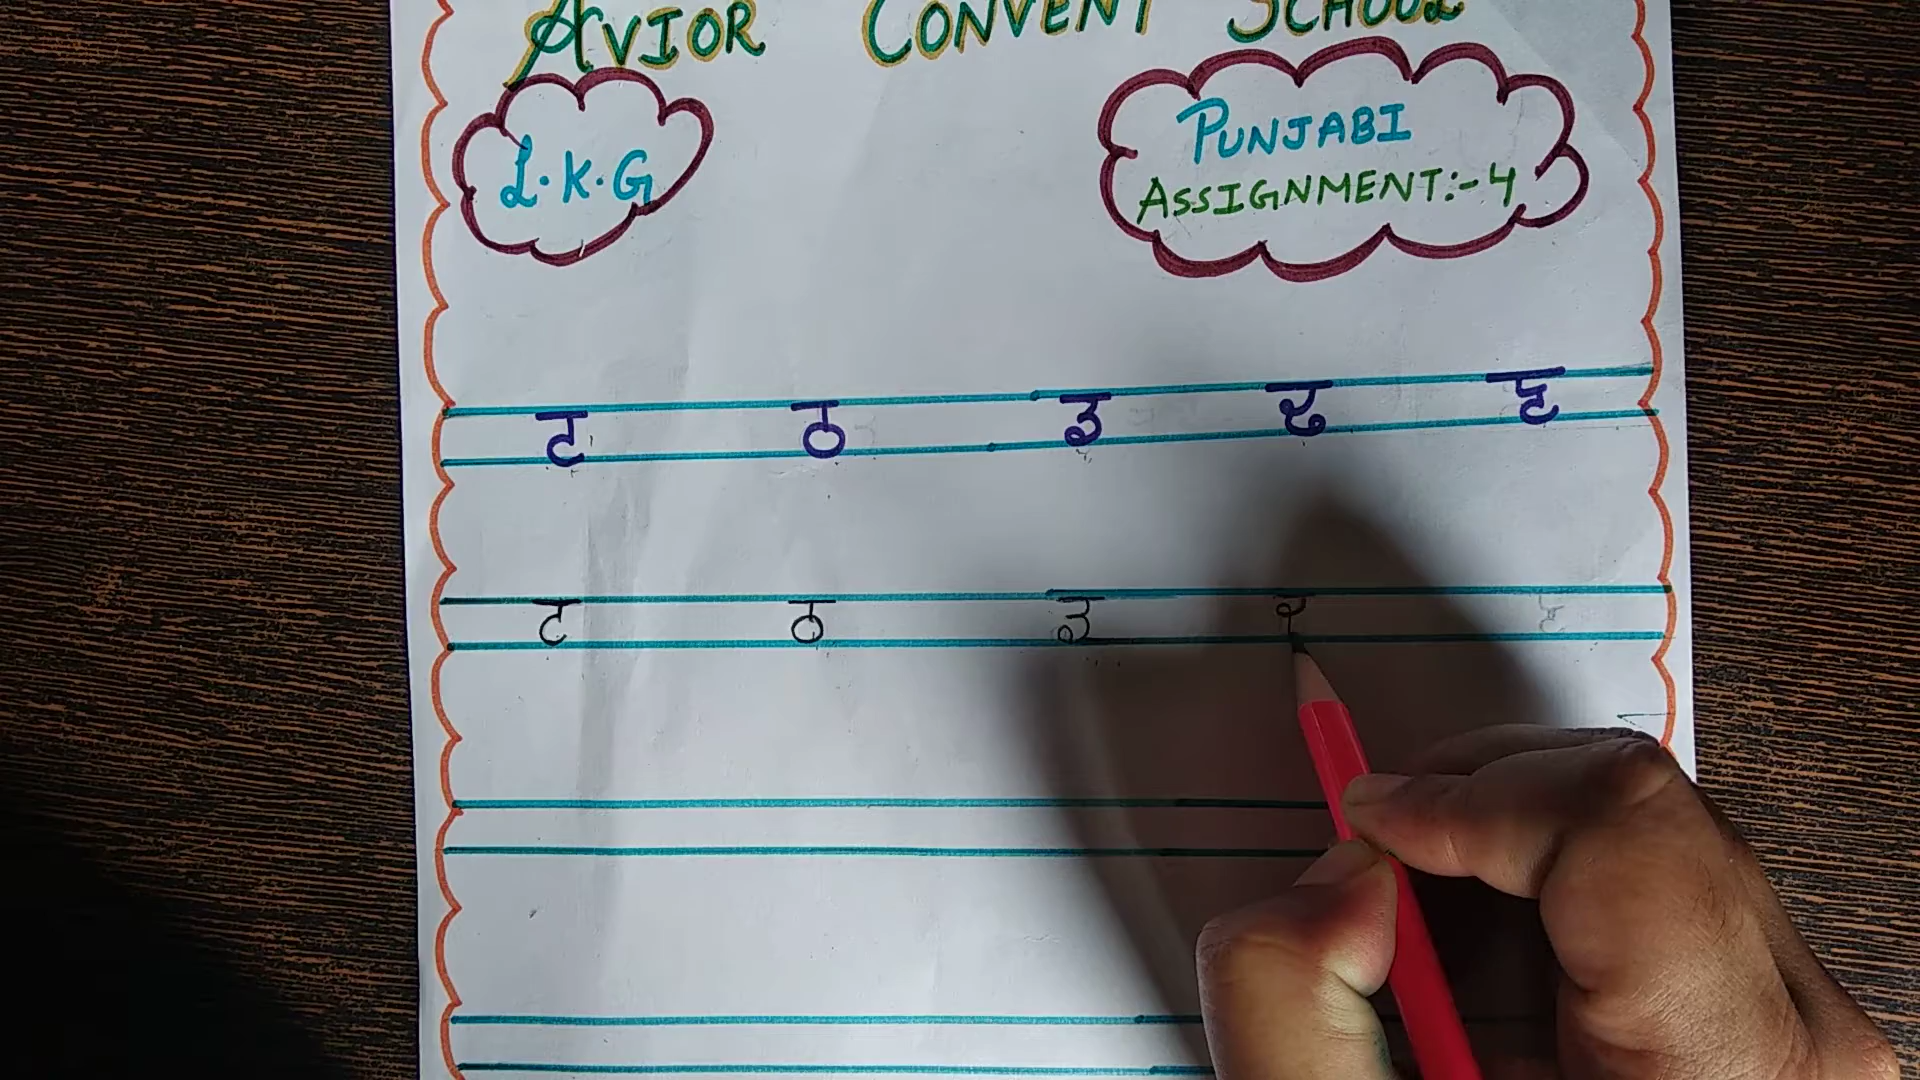 AVIOR CONVENT SCHOOL
L.K.G
PUNJABI
ASSIGNMENT:-4
ਟ ਠ ਡ ਢ ਣ
ਟ ਠ ਡ